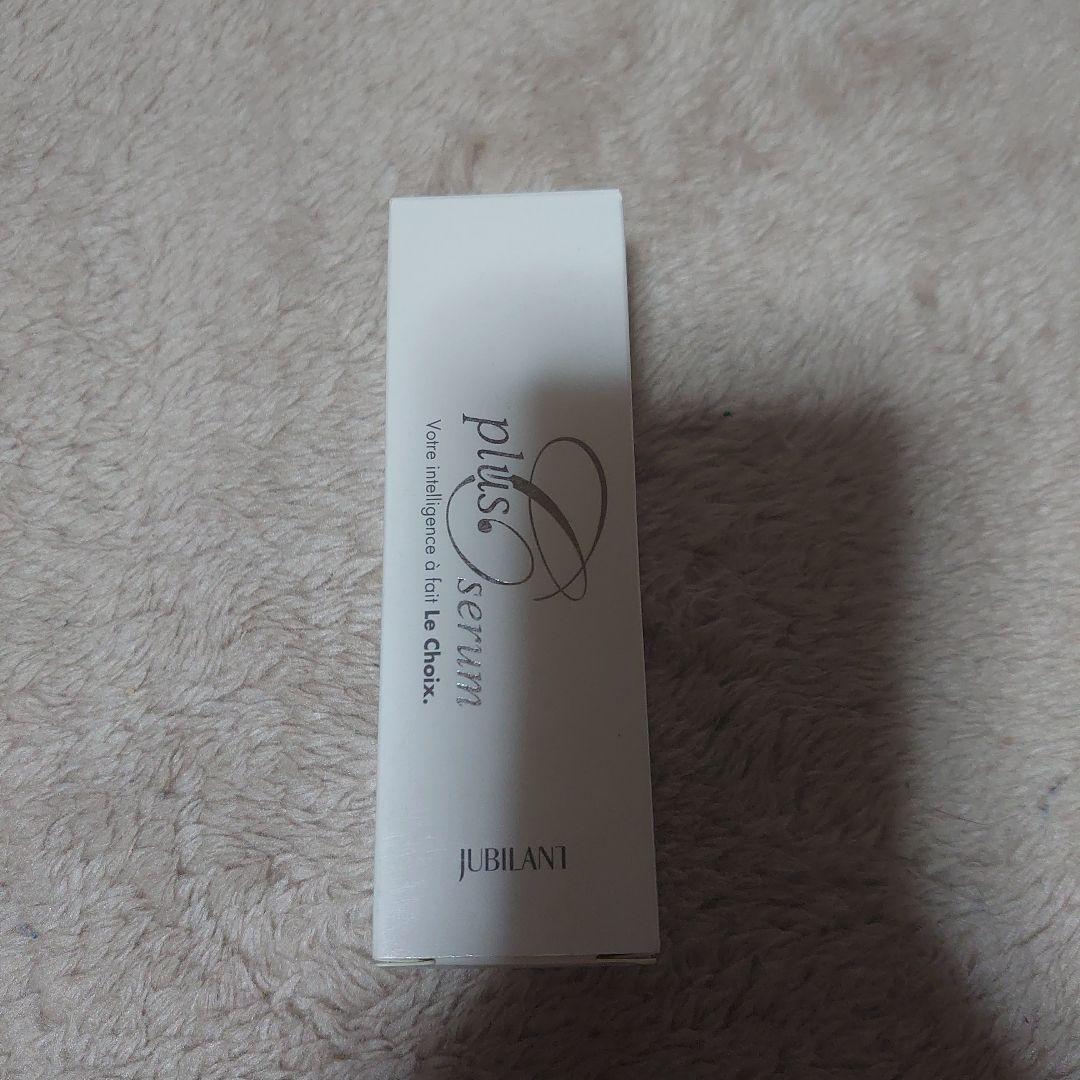 plus C serum
Votre intelligence à fait Le Choix.
JUBILANT